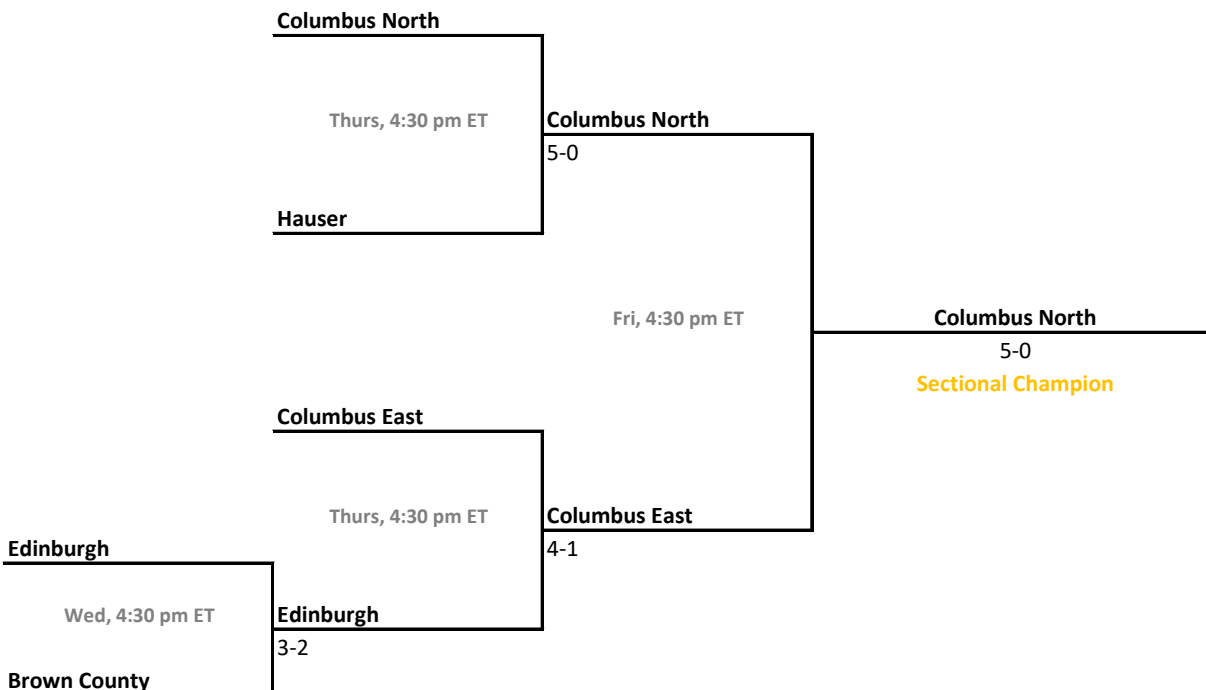 Columbus North
Thurs, 4:30 pm ET
Columbus North
5-0
Hauser
Fri, 4:30 pm ET
Columbus North
5-0
Sectional Champion
Columbus East
Thurs, 4:30 pm ET
Columbus East
4-1
Edinburgh
Wed, 4:30 pm ET
Edinburgh
3-2
Brown County